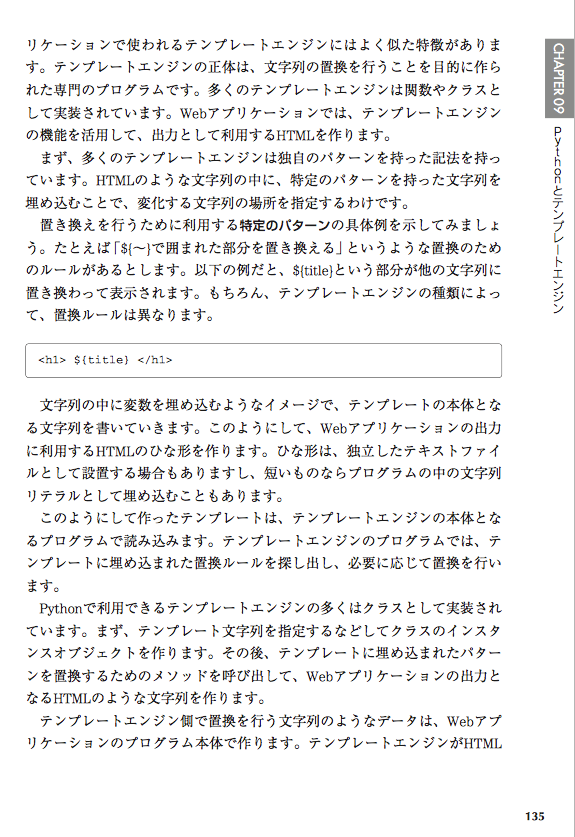 リケーションで使われるテンプレートエンジンにはよく似た特徴がありま
す。テンプレートエンジンの正体は、文字列の置換を行うことを目的に作ら
れた専門のプログラムです。多くのテンプレートエンジンは関数やクラスと
して実装されています。Webアプリケーションでは、テンプレートエンジン
の機能を活用して、出力として利用するHTMLを作ります。
まず、多くのテンプレートエンジンは独自のパターンを持った記法を持っ
ています。HTMLのような文字列の中に、特定のパターンを持った文字列を
埋め込むことで、変化する文字列の場所を指定するわけです。
置き換えを行うために利用する特定のパターンの具体例を示してみましょ
う。たとえば「${〜}で囲まれた部分を置き換える」というような置換のため
のルールがあるとします。以下の例だと、${title}という部分が他の文字列に
置き換わって表示されます。もちろん、テンプレートエンジンの種類によっ
て、置換ルールは異なります。
<h1> ${title} </h1>
文字列の中に変数を埋め込むようなイメージで、テンプレートの本体とな
る文字列を書いていきます。このようにして、Webアプリケーションの出力
に利用するHTMLのひな形を作ります。ひな形は、独立したテキストファイ
ルとして設置する場合もありますし、短いものならプログラムの中の文字列
リテラルとして埋め込むこともあります。
このようにして作ったテンプレートは、テンプレートエンジンの本体とな
るプログラムで読み込みます。テンプレートエンジンのプログラムでは、テ
ンプレートに埋め込まれた置換ルールを探し出し、必要に応じて置換を行い
ます。
Pythonで利用できるテンプレートエンジンの多くはクラスとして実装され
ています。まず、テンプレート文字列を指定するなどしてクラスのインスタ
ンスオブジェクトを作ります。その後、テンプレートに埋め込まれたパター
ンを置換するためのメソッドを呼び出して、Webアプリケーションの出力と
なるHTMLのような文字列を作ります。
テンプレートエンジン側で置換を行う文字列のようなデータは、Webアプ
リケーションのプログラム本体で作ります。テンプレートエンジンがHTML
CHAPTER 09
Pythonとテンプレートエンジン
135